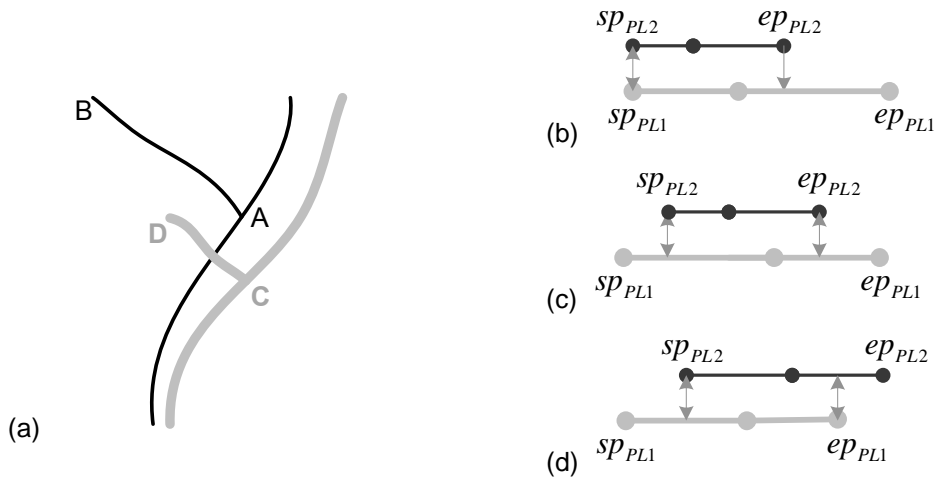 B
A
D
C
(a)
sp_PL2 ep_PL2
sp_PL1 ep_PL1
(b)
sp_PL2 ep_PL2
sp_PL1 ep_PL1
(c)
sp_PL2 ep_PL2
sp_PL1 ep_PL1
(d)